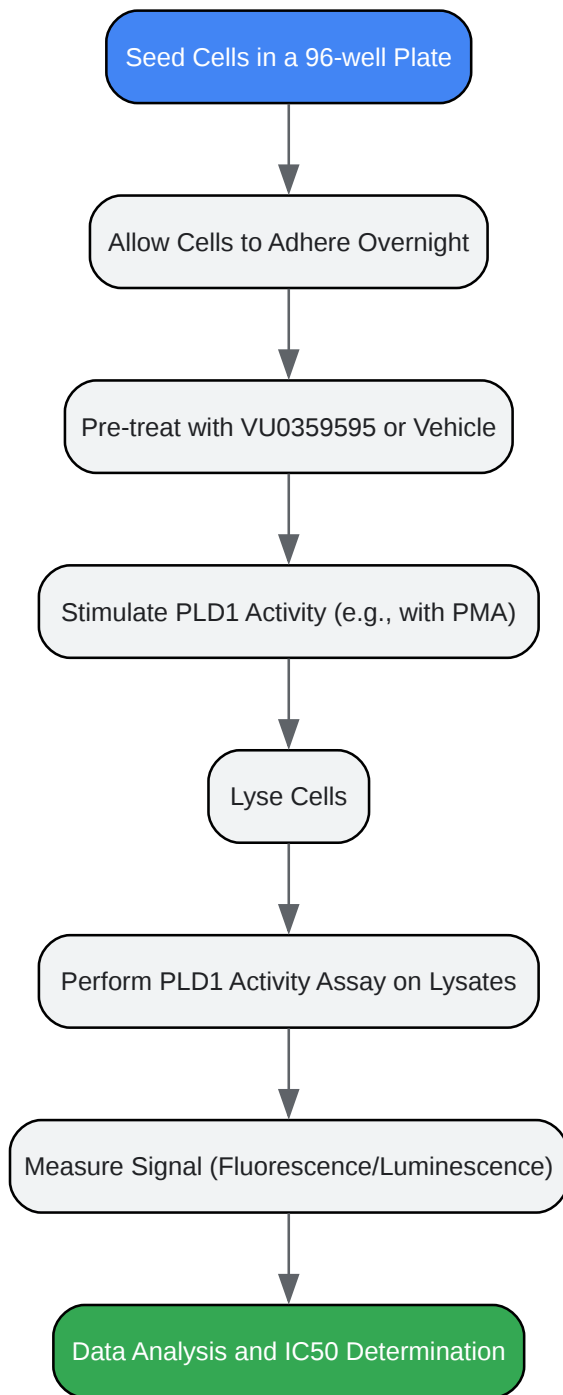 Seed Cells in a 96-well Plate
Allow Cells to Adhere Overnight
Pre-treat with VU0359595 or Vehicle
Stimulate PLD1 Activity (e.g., with PMA)
Lyse Cells
Perform PLD1 Activity Assay on Lysates
Measure Signal (Fluorescence/Luminescence)
Data Analysis and IC50 Determination